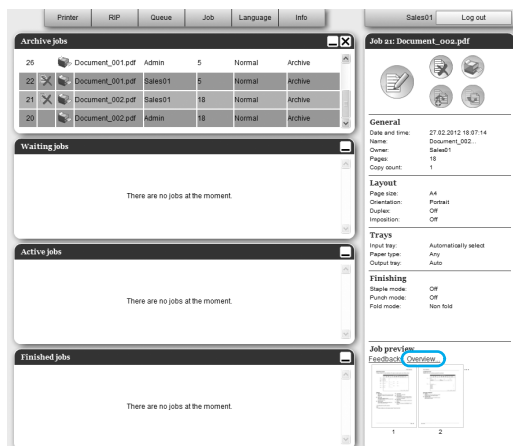 Printer RIP Queue Job Language Info Sales01 Log out
Archive jobs
26 Document_001.pdf Admin 5 Normal Archive
22 Document_001.pdf Sales01 5 Normal Archive
21 Document_002.pdf Sales01 18 Normal Archive
20 Document_002.pdf Admin 18 Normal Archive
Waiting jobs
There are no jobs at the moment.
Active jobs
There are no jobs at the moment.
Finished jobs
There are no jobs at the moment.
Job 21: Document_002.pdf
General
Date and time: 27.02.2012 18:07:14
Name: Document_002...
Owner: Sales01
Pages: 18
Copy count: 1
Layout
Page size: A4
Orientation: Portrait
Duplex: Off
Imposition: Off
Trays
Input tray: Automatically select
Paper type: Any
Output tray: Auto
Finishing
Staple mode: Off
Punch mode: Off
Fold mode: Non fold
Job preview
Feedback Overview...
...
1 2